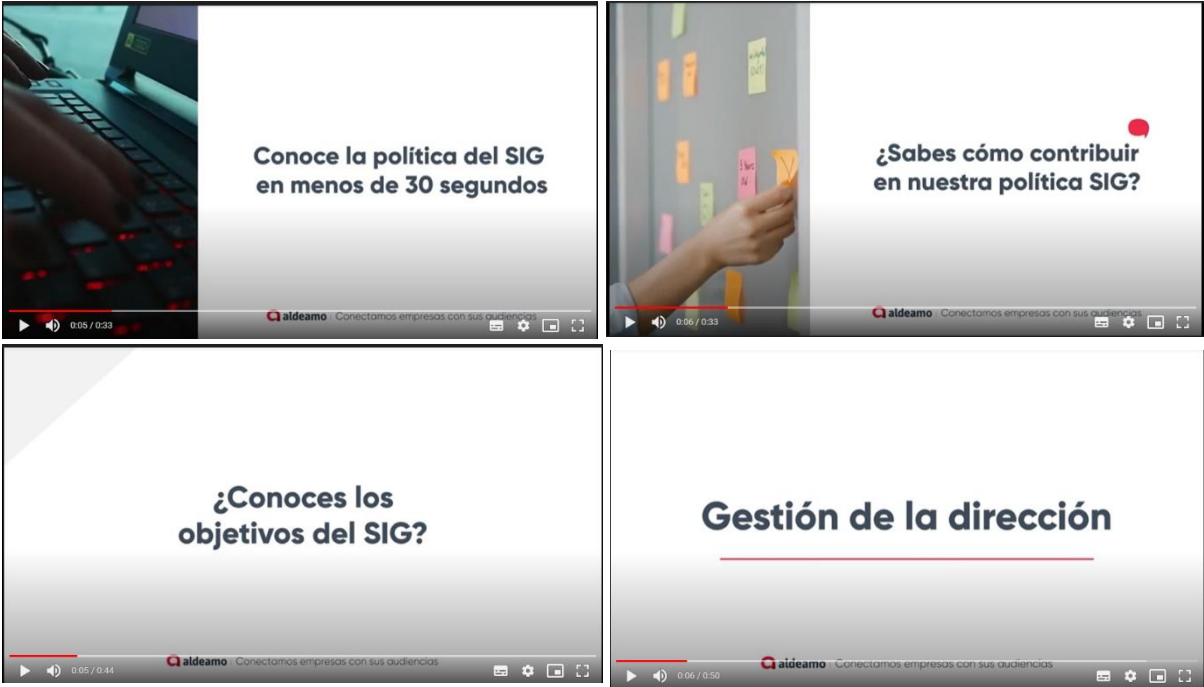 Conoce la política del SIG
en menos de 30 segundos
aldeamo Conectamos empresas con sus audiencias
0:05 / 0:33
¿Sabes cómo contribuir
en nuestra política SIG?
aldeamo Conectamos empresas con sus audiencias
0:06 / 0:33
¿Conoces los
objetivos del SIG?
aldeamo Conectamos empresas con sus audiencias
0:05 / 0:44
Gestión de la dirección
aldeamo Conectamos empresas con sus audiencias
0:06 / 0:50